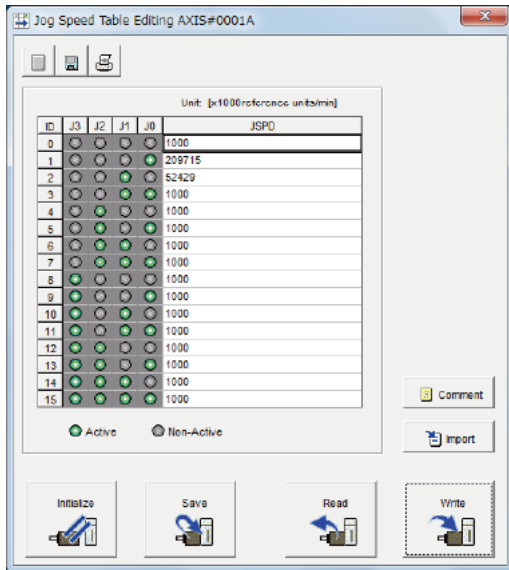 Jog Speed Table Editing AXIS#0001A
Unit: [x1000reference units/min]
ID J3 J2 J1 J0 JSPD
0 1000
1 209715
2 52429
3 1000
4 1000
5 1000
6 1000
7 1000
8 1000
9 1000
10 1000
11 1000
12 1000
13 1000
14 1000
15 1000
Active Non-Active
Comment
Import
Initialize Save Read Write